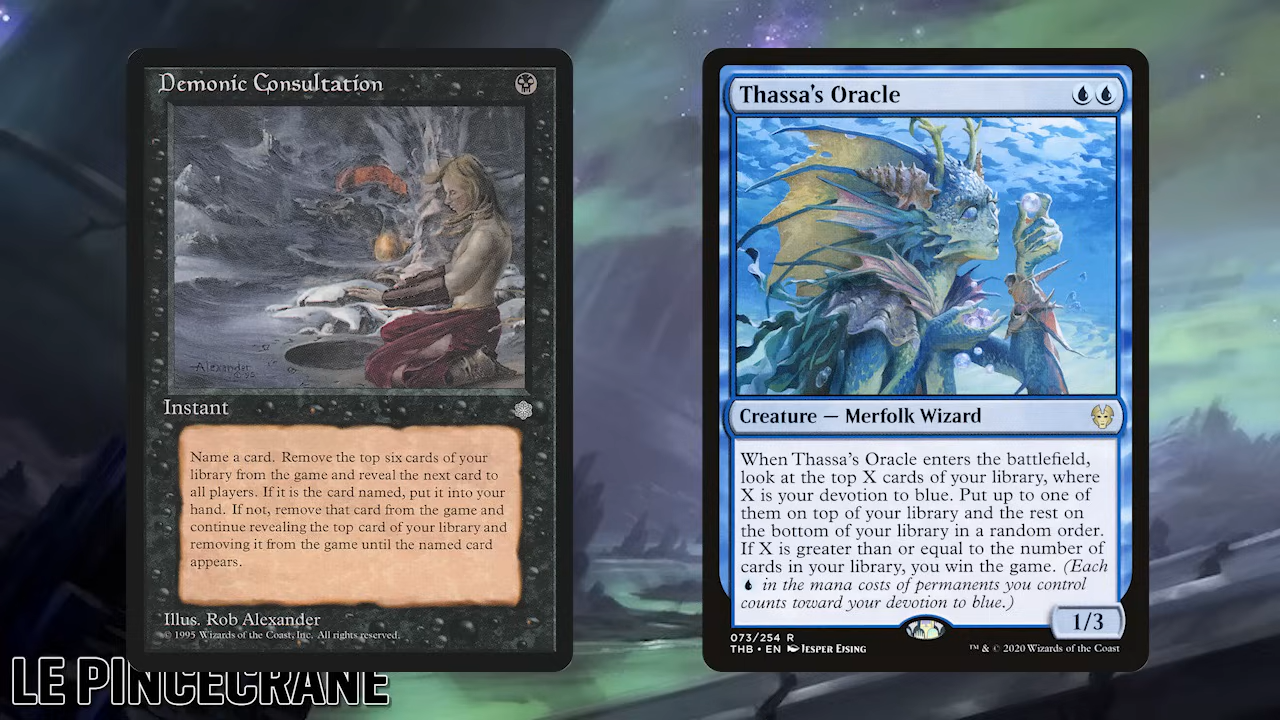 Demonic Consultation
Alexander
Instant
Name a card. Remove the top six cards of your
library from the game and reveal the next card to
all players. If it is the card named, put it into your
hand. If not, remove that card from the game and
continue revealing the top card of your library and
removing it from the game until the named card
appears.
Illus. Rob Alexander
© 1995 Wizards of the Coast, Inc. All rights reserved.
Thassa's Oracle
Creature — Merfolk Wizard
When Thassa's Oracle enters the battlefield,
look at the top X cards of your library, where
X is your devotion to blue. Put up to one of
them on top of your library and the rest on
the bottom of your library in a random order.
If X is greater than or equal to the number of
cards in your library, you win the game. (Each
in the mana costs of permanents you control
counts toward your devotion to blue.)
1/3
073/254 R
THB • EN Jesper Ejsing
™ & © 2020 Wizards of the Coast
LE PINCECRANE